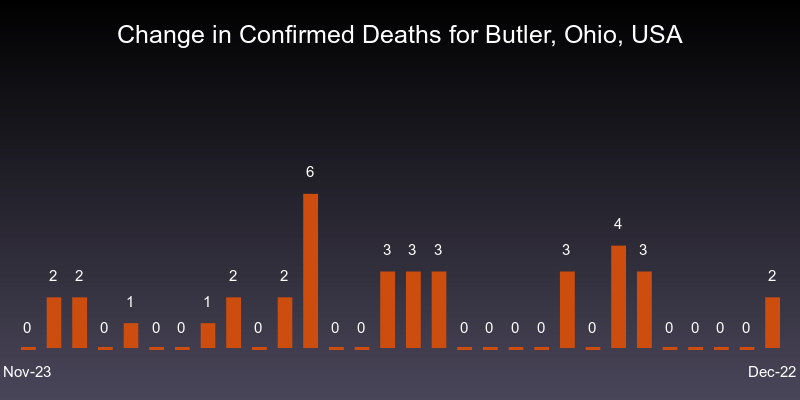 Change in Confirmed Deaths for Butler, Ohio, USA
0 2 2 0 1 0 0 1 2 0 2 6 0 0 3 3 3 0 0 0 0 3 0 4 3 0 0 0 0 2
Nov-23 Dec-22